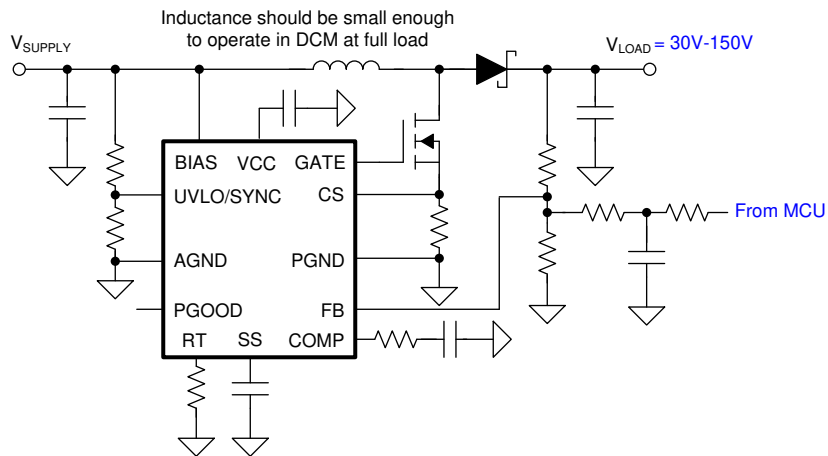 Inductance should be small enough
to operate in DCM at full load
VSUPPLY
VLOAD = 30V-150V
BIAS
VCC
GATE
UVLO/SYNC
CS
From MCU
AGND
PGND
PGOOD
FB
RT
SS
COMP